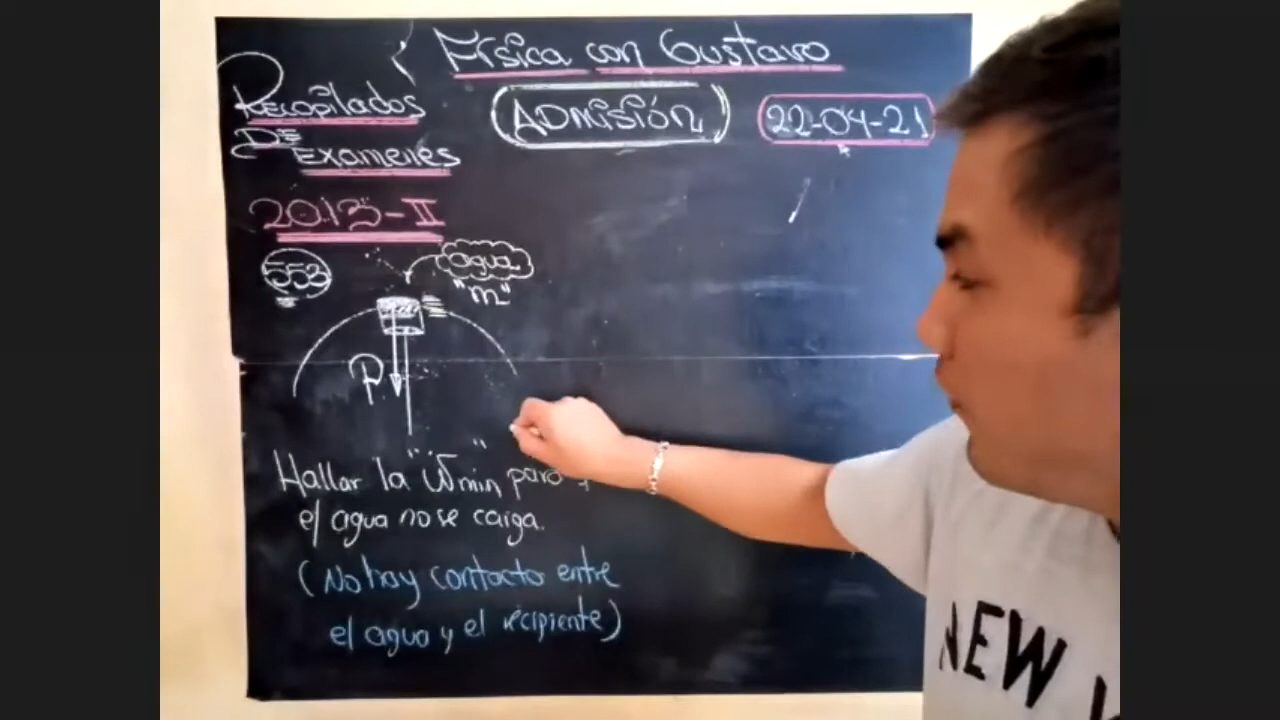 Física con Gustavo
RECOPILADOS
DE
EXAMENES
ADMISIÓN
22-04-21
2013-II
553
agua
"m"
P
Hallar la "ω min" para
el agua no se caiga.
(No hay contacto entre
el agua y el recipiente)
NEW